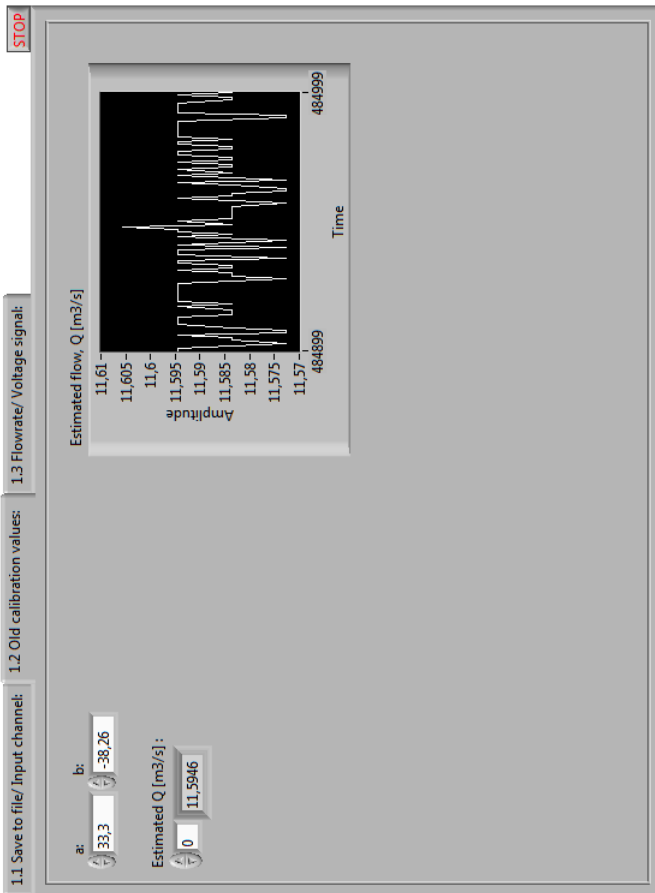 1.1 Save to file/ Input channel:
1.2 Old calibration values:
1.3 Flowrate/ Voltage signal:
STOP
a:
b:
33,3
-38,26
Estimated Q [m3/s] :
0
11,5946
Estimated flow, Q [m3/s]
Amplitude
11,61
11,605
11,6
11,595
11,59
11,585
11,58
11,575
11,57
484899
484999
Time